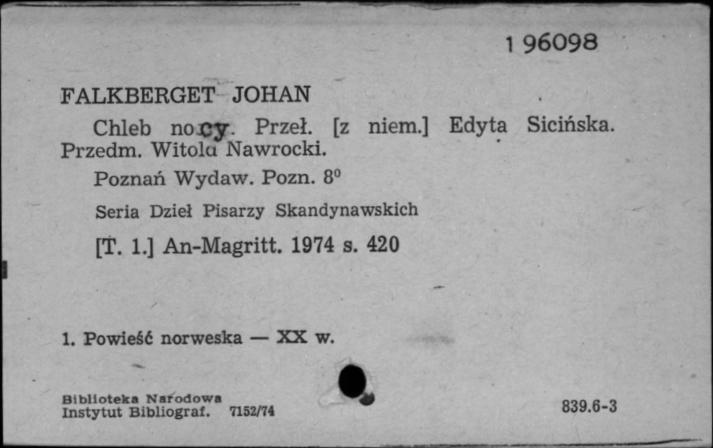 1 96098
FALKBERGET JOHAN
Chleb nocy. Przeł. [z niem.] Edyta Sicińska.
Przedm. Witold Nawrocki.
Poznań Wydaw. Pozn. 8⁰
Seria Dzieł Pisarzy Skandynawskich
[T. 1.] An-Magritt. 1974 s. 420
1. Powieść norweska — XX w.
Biblioteka Narodowa
Instytut Bibliograf. 7152/74
839.6-3